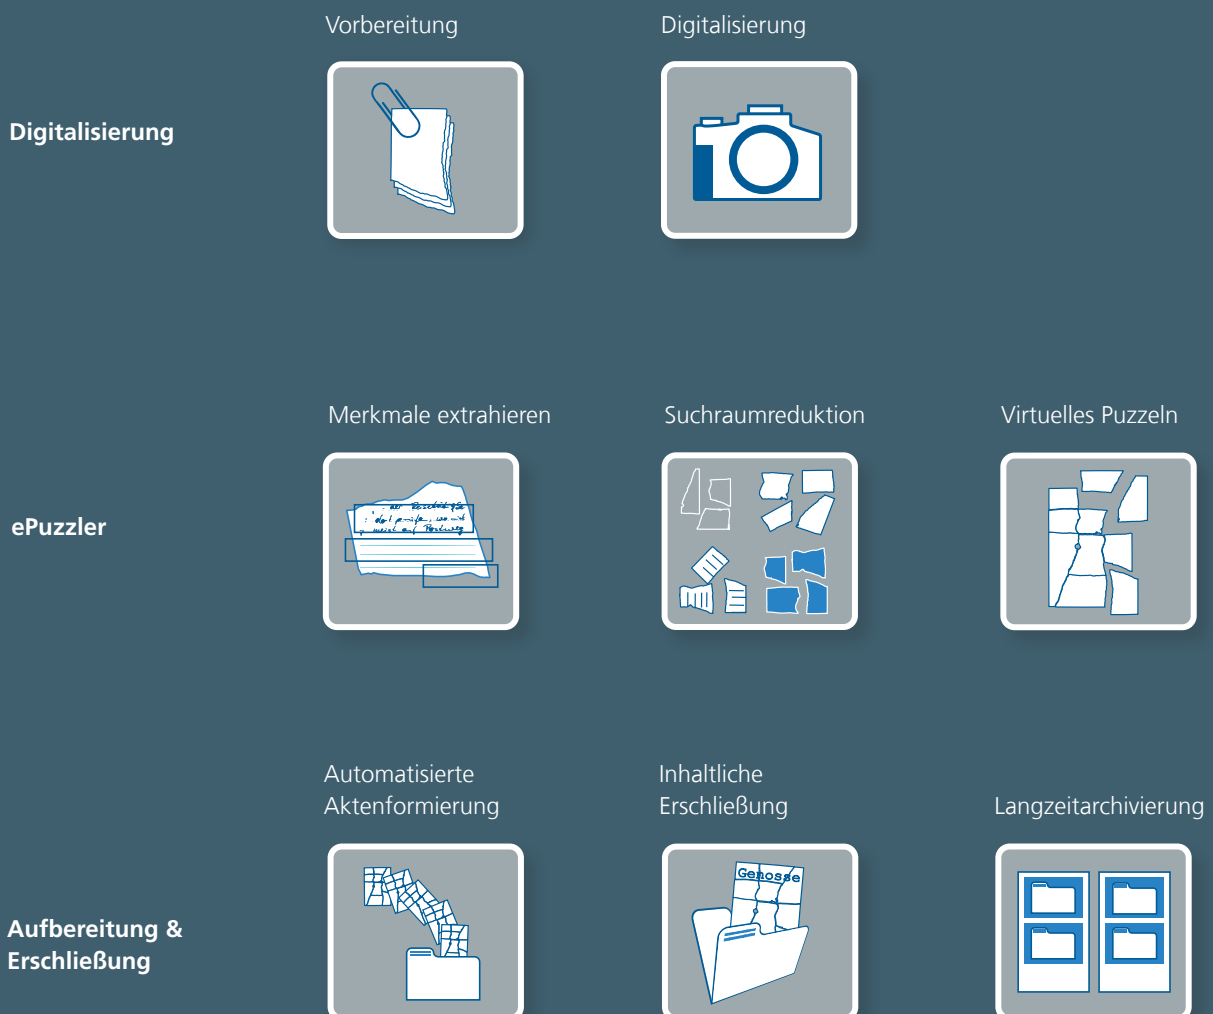 Vorbereitung
Digitalisierung
Digitalisierung
Merkmale extrahieren
Suchraumreduktion
Virtuelles Puzzeln
ePuzzler
Automatisierte
Aktenformierung
Inhaltliche
Erschließung
Langzeitarchivierung
Genosse
Aufbereitung &
Erschließung